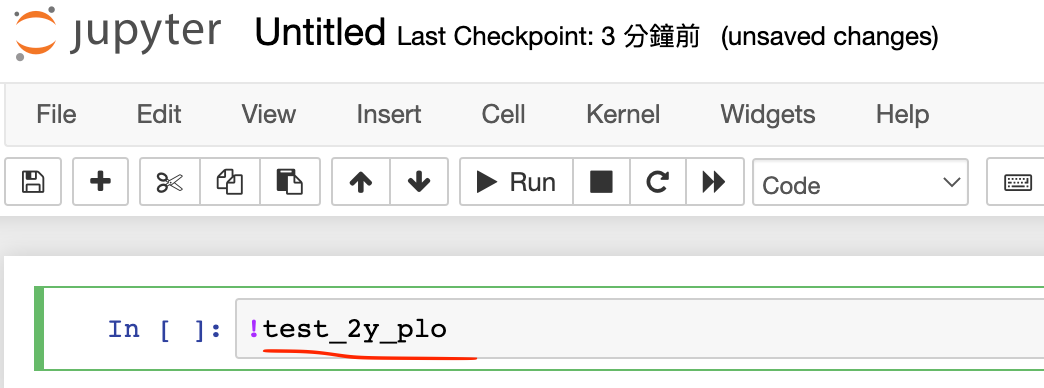 jupyter Untitled Last Checkpoint: 3 分鐘前 (unsaved changes)
File Edit View Insert Cell Kernel Widgets Help
Run Code
In [ ]: !test_2y_plo